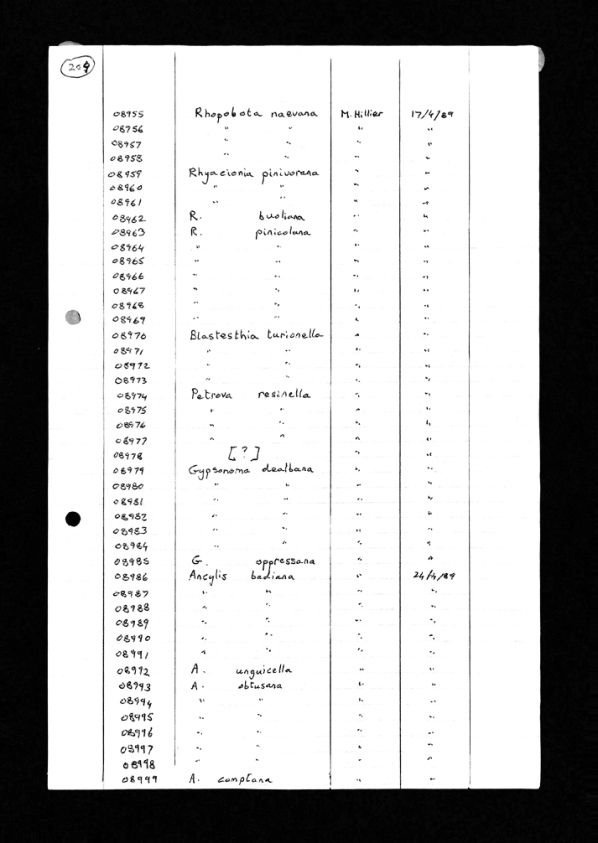 209
08955 Rhopobota naevana M. Hillier 17/4/89
08956 " " " "
08957 " " " "
08958 " " " "
08959 Rhyacionia pinivorana " "
08960 " " " "
08961 " " " "
08962 R. buoliana " "
08963 R. pinicolana " "
08964 " " " "
08965 " " " "
08966 " " " "
08967 " " " "
08968 " " " "
08969 " " " "
08970 Blastesthia turionella " "
08971 " " " "
08972 " " " "
08973 " " " "
08974 Petrova resinella " "
08975 " " " "
08976 " " " "
08977 " " " "
08978 [?] " "
08979 Gypsonoma dealbana " "
08980 " " " "
08981 " " " "
08982 " " " "
08983 " " " "
08984 " " " "
08985 G. oppressana " "
08986 Ancylis badiana " 24/4/89
08987 " " " "
08988 " " " "
08989 " " " "
08990 " " " "
08991 " " " "
08992 A. unguicella " "
08993 A. obtusana " "
08994 " " " "
08995 " " " "
08996 " " " "
08997 " " " "
08998 " " " "
08999 A. comptana " "